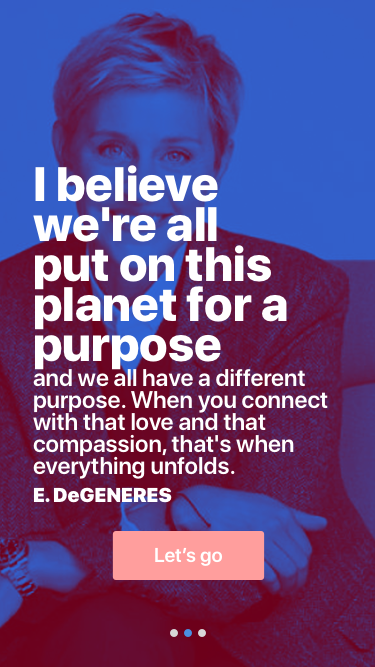 I believe
we're all
put on this
planet for a
purpose
and we all have a different
purpose. When you connect
with that love and that
compassion, that's when
everything unfolds.
E. DeGENERES
Let’s go